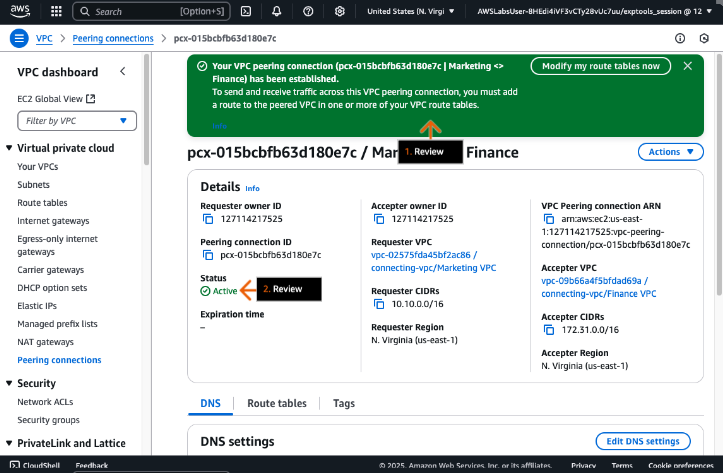 aws
Search
[Option+S]
United States (N. Virgi
AWSLabsUser-8HEdi4iVF3vCTy28vUc7uu/exptools_session @ 12
VPC
Peering connections
pcx-015bcbfb63d180e7c
VPC dashboard
EC2 Global View
Filter by VPC
Virtual private cloud
Your VPCs
Subnets
Route tables
Internet gateways
Egress-only internet
gateways
Carrier gateways
DHCP option sets
Elastic IPs
Managed prefix lists
NAT gateways
Peering connections
Security
Network ACLs
Security groups
PrivateLink and Lattice
Your VPC peering connection (pcx-015bcbfb63d180e7c | Marketing <>
Finance) has been established.
To send and receive traffic across this VPC peering connection, you must add
a route to the peered VPC in one or more of your VPC route tables.
Info
Modify my route tables now
1. Review
pcx-015bcbfb63d180e7c / Mar Finance
Actions
Details
Info
Requester owner ID
127114217525
Peering connection ID
pcx-015bcbfb63d180e7c
Status
Active
2. Review
Expiration time
–
Accepter owner ID
127114217525
Requester VPC
vpc-02575fda45bf2ac86 /
connecting-vpc/Marketing VPC
Requester CIDRs
10.10.0.0/16
Requester Region
N. Virginia (us-east-1)
VPC Peering connection ARN
arn:aws:ec2:us-east-
1:127114217525:vpc-peering-
connection/pcx-015bcbfb63d180e7c
Accepter VPC
vpc-09b66a4f5bfdad69a /
connecting-vpc/Finance VPC
Accepter CIDRs
172.31.0.0/16
Accepter Region
N. Virginia (us-east-1)
DNS
Route tables
Tags
DNS settings
Edit DNS settings
CloudShell
Feedback
© 2025, Amazon Web Services, Inc. or its affiliates.
Privacy
Terms
Cookie preferences